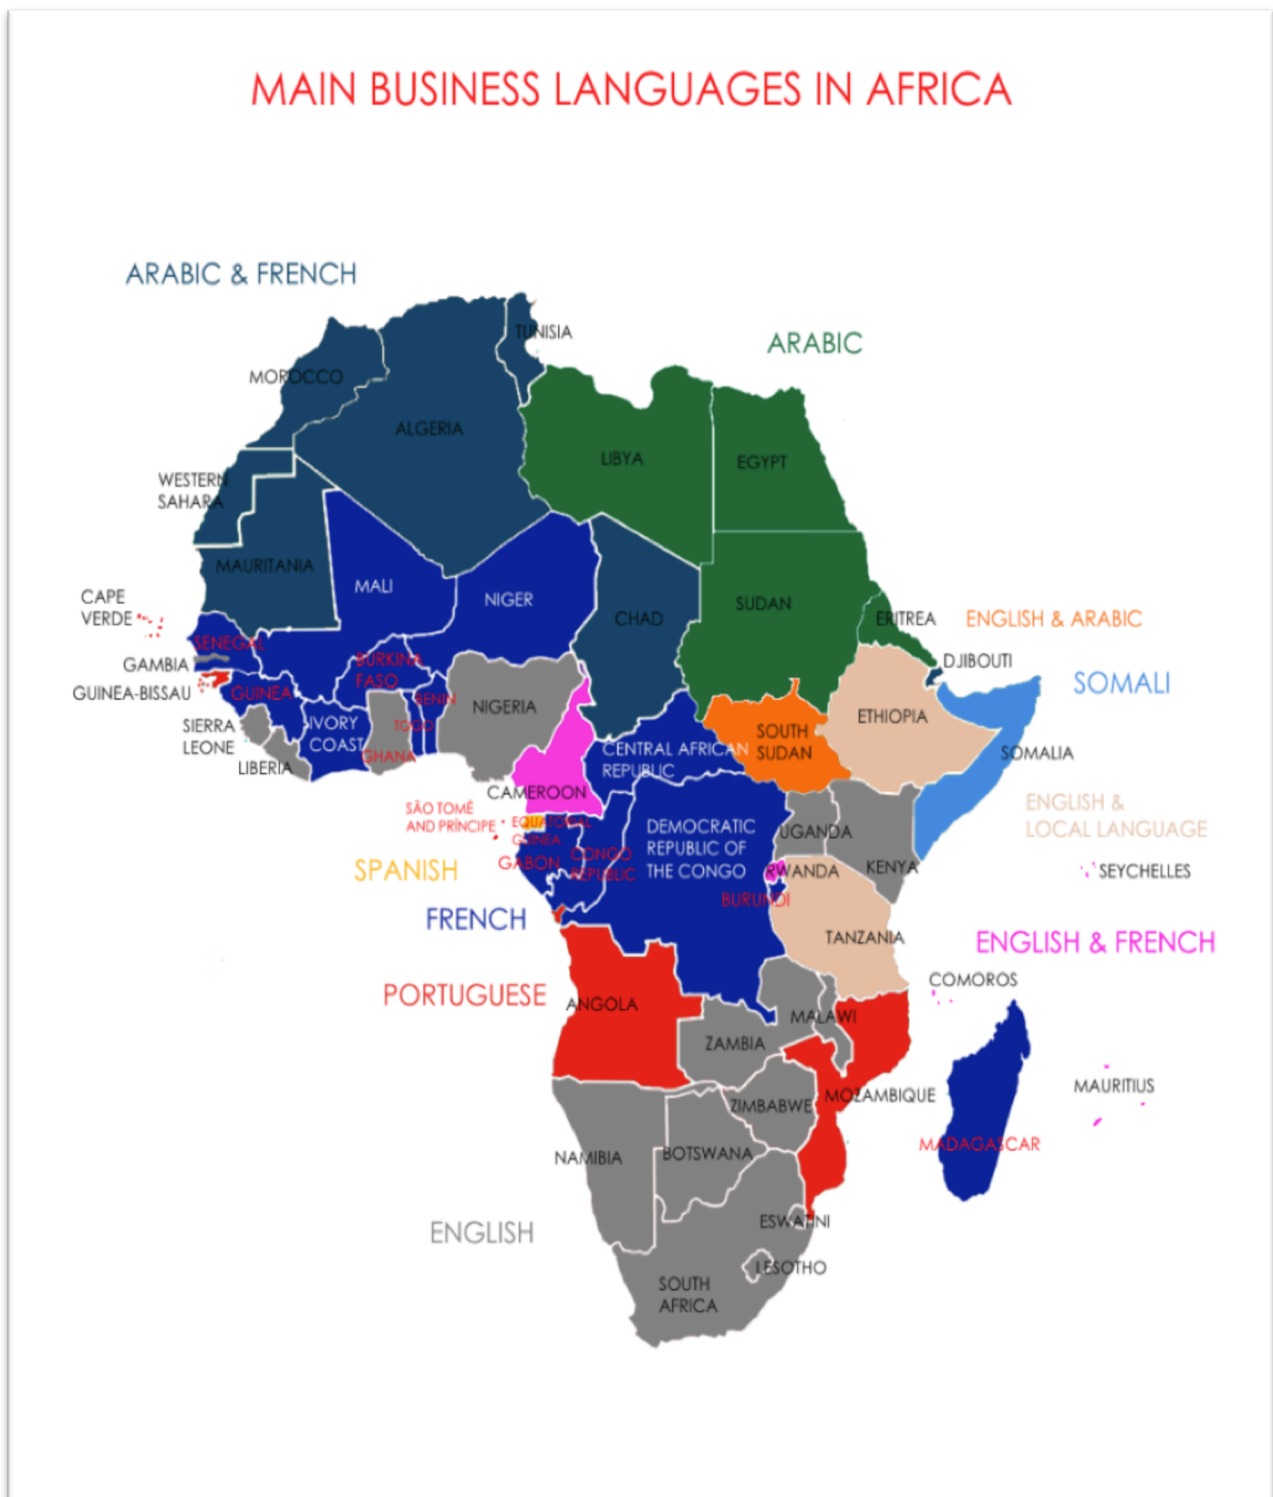 MAIN BUSINESS LANGUAGES IN AFRICA
ARABIC & FRENCH
TUNISIA
ARABIC
MOROCCO
ALGERIA
LIBYA
EGYPT
WESTERN
SAHARA
MAURITANIA
MALI
NIGER
CHAD
SUDAN
ERITREA
ENGLISH & ARABIC
CAPE
VERDE
SENEGAL
GAMBIA
GUINEA-BISSAU
GUINEA
BURKINA
FASO
BENIN
NIGERIA
DJIBOUTI
SOMALI
SIERRA
LEONE
IVORY
COAST
TOGO
GHANA
LIBERIA
ETHIOPIA
SOUTH
SUDAN
CENTRAL AFRICAN
REPUBLIC
SOMALIA
CAMEROON
SÃO TOMÉ
AND PRÍNCIPE
EQUATORIAL
GUINEA
ENGLISH &
LOCAL LANGUAGE
DEMOCRATIC
REPUBLIC OF
THE CONGO
UGANDA
KENYA
GABON
CONGO
REPUBLIC
RWANDA
BURUNDI
SEYCHELLES
SPANISH
FRENCH
TANZANIA
ENGLISH & FRENCH
COMOROS
PORTUGUESE
ANGOLA
MALAWI
ZAMBIA
MAURITIUS
ZIMBABWE
MOZAMBIQUE
MADAGASCAR
NAMIBIA
BOTSWANA
ENGLISH
ESWATINI
LESOTHO
SOUTH
AFRICA